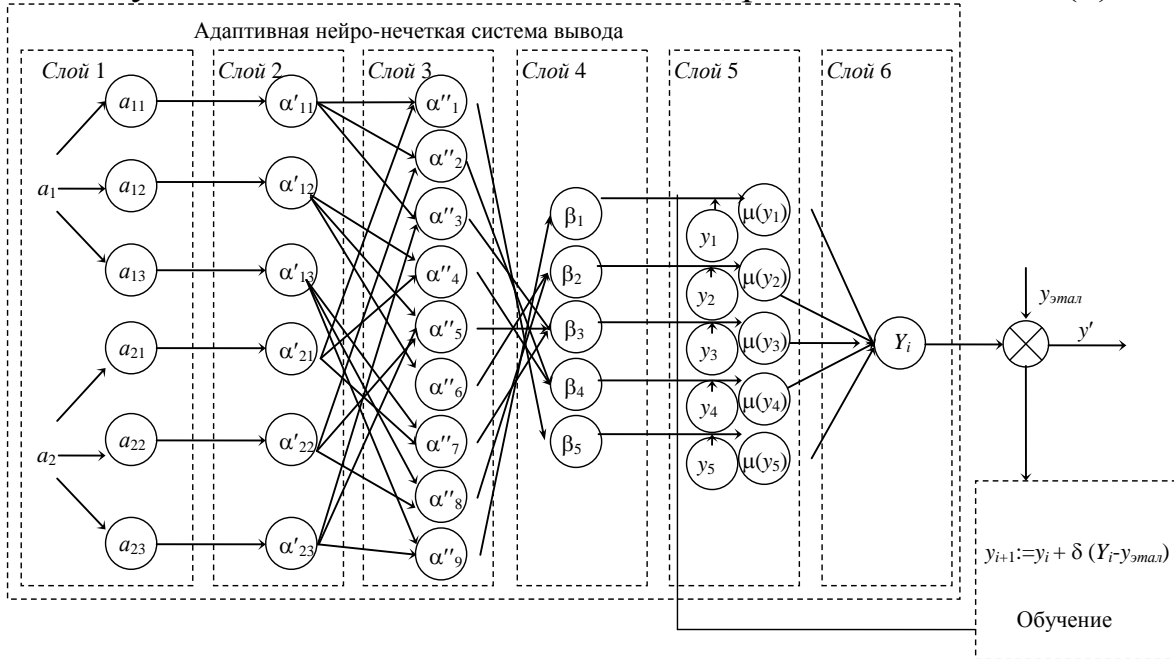 Адаптивная нейро-нечеткая система вывода
Слой 1
Слой 2
Слой 3
Слой 4
Слой 5
Слой 6
a1
a2
a11
a12
a13
a21
a22
a23
α'11
α'12
α'13
α'21
α'22
α'23
α''1
α''2
α''3
α''4
α''5
α''6
α''7
α''8
α''9
β1
β2
β3
β4
β5
y1
y2
y3
y4
y5
μ(y1)
μ(y2)
μ(y3)
μ(y4)
μ(y5)
Yi
yэтал
y'
yi+1:=yi + δ (Yi-yэтал)
Обучение